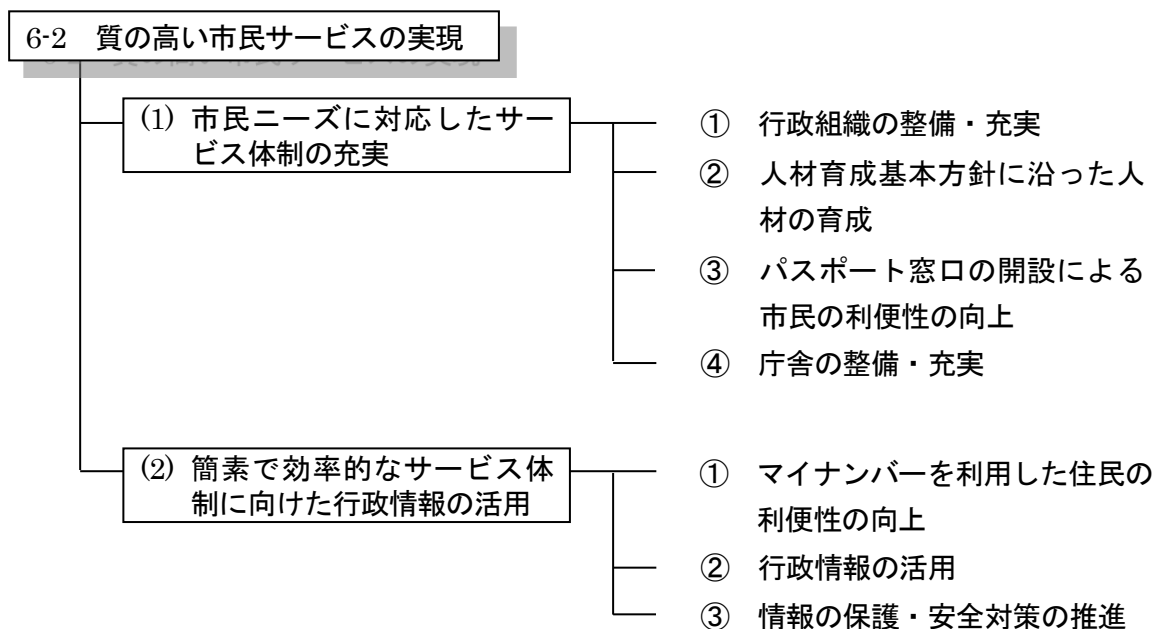 6-2 質の高い市民サービスの実現
(1) 市民ニーズに対応したサー
ビス体制の充実
① 行政組織の整備・充実
② 人材育成基本方針に沿った人
材の育成
③ パスポート窓口の開設による
市民の利便性の向上
④ 庁舎の整備・充実
(2) 簡素で効率的なサービス体
制に向けた行政情報の活用
① マイナンバーを利用した住民の
利便性の向上
② 行政情報の活用
③ 情報の保護・安全対策の推進